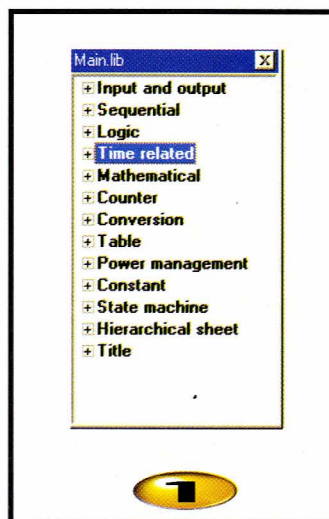 Main.lib
Input and output
Sequential
Logic
Time related
Mathematical
Counter
Conversion
Table
Power management
Constant
State machine
Hierarchical sheet
Title
1